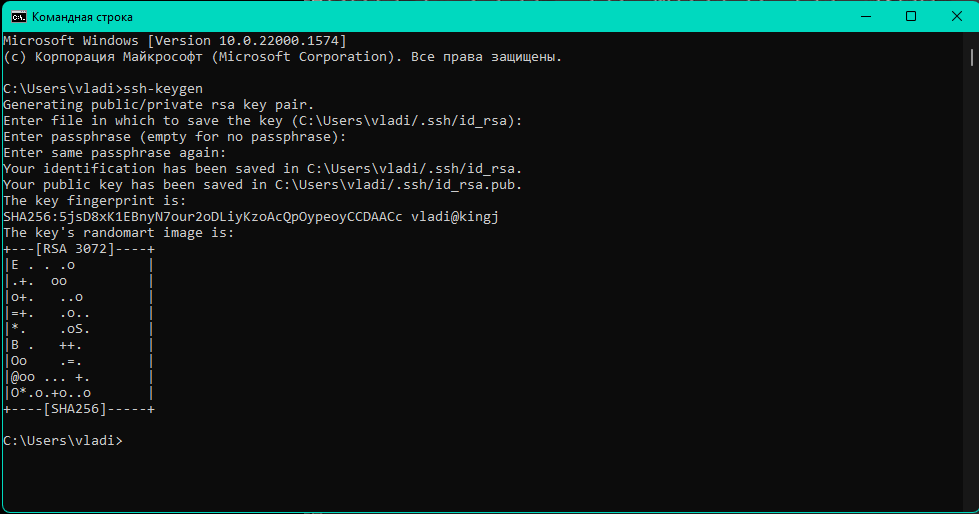 Командная строка
Microsoft Windows [Version 10.0.22000.1574]
(c) Корпорация Майкрософт (Microsoft Corporation). Все права защищены.
C:\Users\vladi>ssh-keygen
Generating public/private rsa key pair.
Enter file in which to save the key (C:\Users\vladi/.ssh/id_rsa):
Enter passphrase (empty for no passphrase):
Enter same passphrase again:
Your identification has been saved in C:\Users\vladi/.ssh/id_rsa.
Your public key has been saved in C:\Users\vladi/.ssh/id_rsa.pub.
The key fingerprint is:
SHA256:5jsD8xK1EBnyN7our2oDLiyKzoAcQpOypeoyCCDAACc vladi@kingj
The key's randomart image is:
+---[RSA 3072]----+
|E . . .o         |
|.+.  oo          |
|o+.   ..o        |
|=+.   .o..       |
|*.    .oS.       |
|B .   ++.        |
|Oo    .=.        |
|@oo ... +.       |
|O*.o.+o..o       |
+----[SHA256]-----+
C:\Users\vladi>